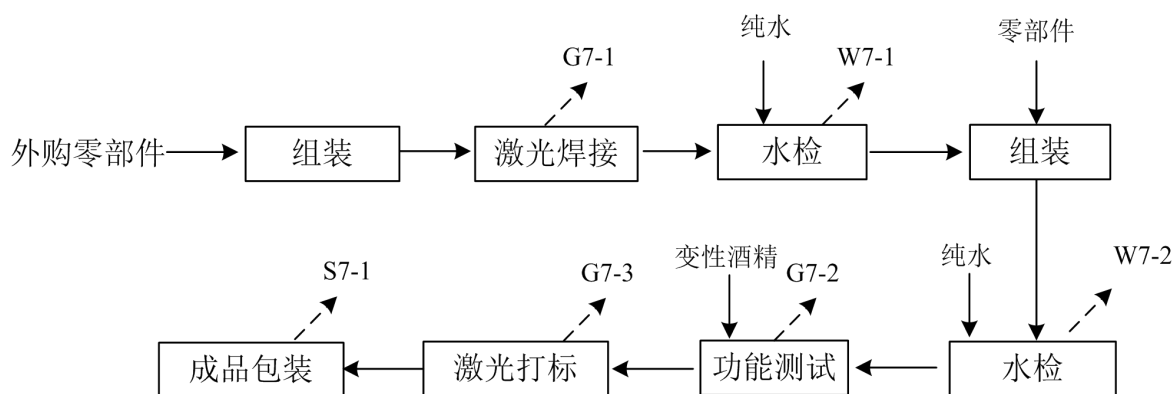 纯水
零部件
G7-1
W7-1
外购零部件
组装
激光焊接
水检
组装
变性酒精
纯水
S7-1
G7-3
G7-2
W7-2
成品包装
激光打标
功能测试
水检